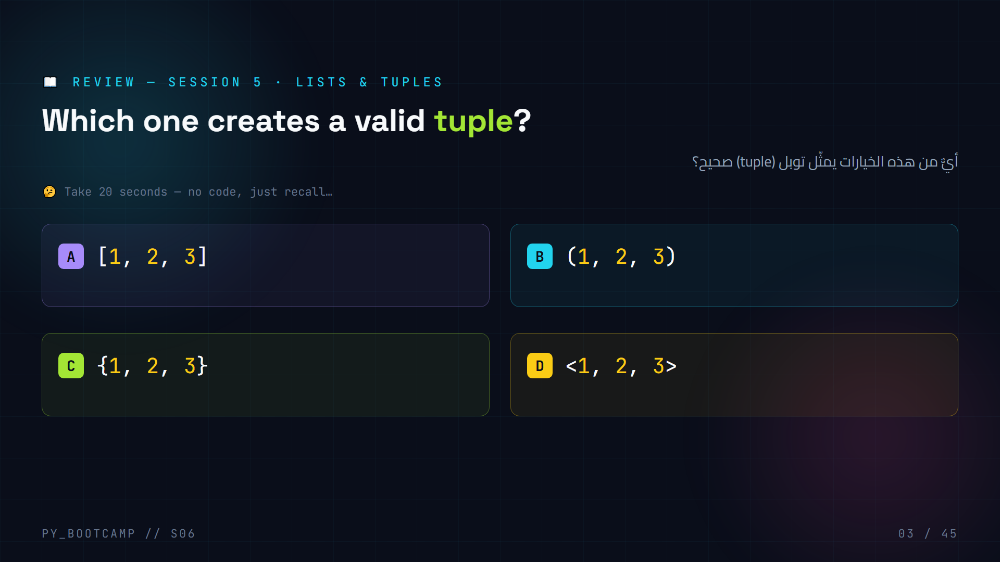 📖 REVIEW — SESSION 5 · LISTS & TUPLES
Which one creates a valid tuple?
أيٌّ من هذه الخيارات يمثّل توبل (tuple) صحيح؟
🤔 Take 20 seconds — no code, just recall…
A [1, 2, 3]
B (1, 2, 3)
C {1, 2, 3}
D <1, 2, 3>
PY_BOOTCAMP // S06
03 / 45